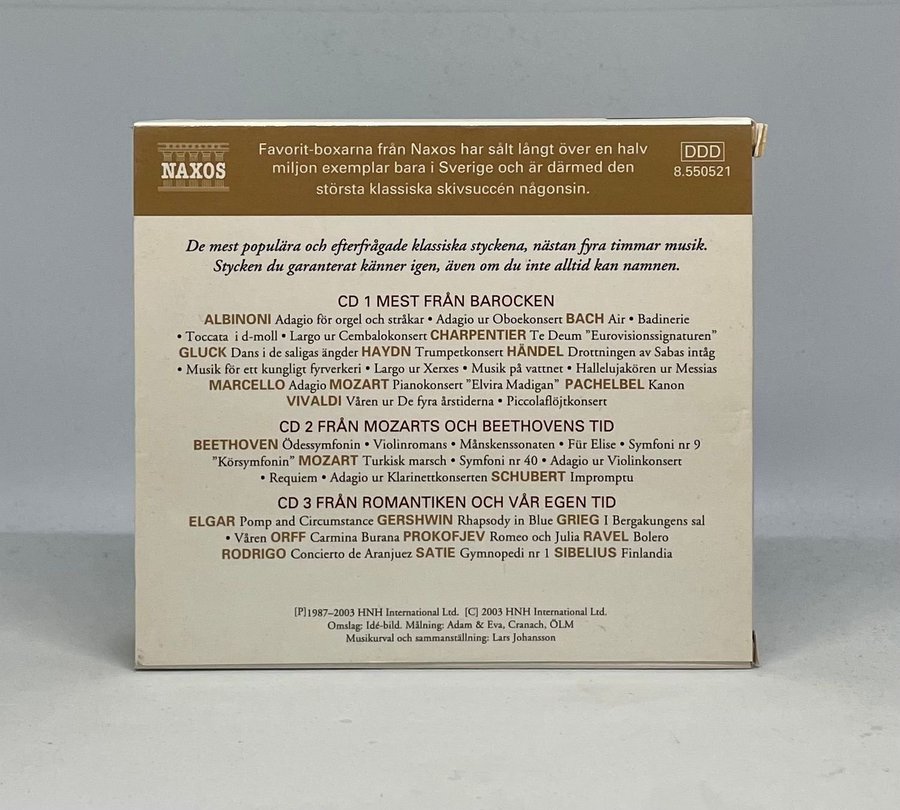 NAXOS
Favorit-boxarna från Naxos har sålt långt över en halv
miljon exemplar bara i Sverige och är därmed den
största klassiska skivsuccén någonsin.
DDD
8.550521
De mest populära och efterfrågade klassiska styckena, nästan fyra timmar musik.
Stycken du garanterat känner igen, även om du inte alltid kan namnen.
CD 1 MEST FRÅN BAROCKEN
ALBINONI Adagio för orgel och stråkar • Adagio ur Oboekonsert BACH Air • Badinerie
• Toccata i d-moll • Largo ur Cembalokonsert CHARPENTIER Te Deum "Eurovisionssignaturen"
GLUCK Dans i de saligas ängder HAYDN Trumpetkonsert HÄNDEL Drottningen av Sabas intåg
• Musik för ett kungligt fyrverkeri • Largo ur Xerxes • Musik på vattnet • Hallelujakören ur Messias
MARCELLO Adagio MOZART Pianokonsert "Elvira Madigan" PACHELBEL Kanon
VIVALDI Våren ur De fyra årstiderna • Piccolaflöjtkonsert
CD 2 FRÅN MOZARTS OCH BEETHOVENS TID
BEETHOVEN Ödessymfonin • Violinromans • Månskenssonaten • Für Elise • Symfoni nr 9
"Körsymfonin" MOZART Turkisk marsch • Symfoni nr 40 • Adagio ur Violinkonsert
• Requiem • Adagio ur Klarinettkonserten SCHUBERT Impromptu
CD 3 FRÅN ROMANTIKEN OCH VÅR EGEN TID
ELGAR Pomp and Circumstance GERSHWIN Rhapsody in Blue GRIEG I Bergakungens sal
• Våren ORFF Carmina Burana PROKOFJEV Romeo och Julia RAVEL Bolero
RODRIGO Concierto de Aranjuez SATIE Gymnopedi nr 1 SIBELIUS Finlandia
[P]1987–2003 HNH International Ltd. [C] 2003 HNH International Ltd.
Omslag: Idé-bild. Målning: Adam & Eva, Cranach, ÖLM
Musikurval och sammanställning: Lars Johansson